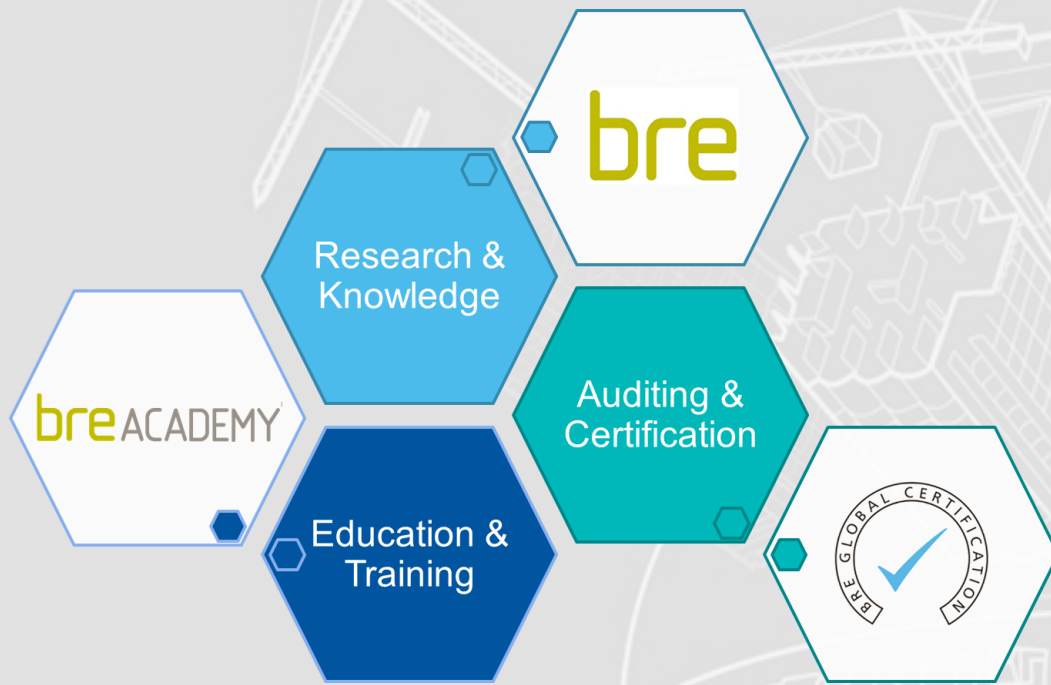 bre
Research &
Knowledge
Auditing &
Certification
bre ACADEMY
Education &
Training
BRE GLOBAL CERTIFICATION